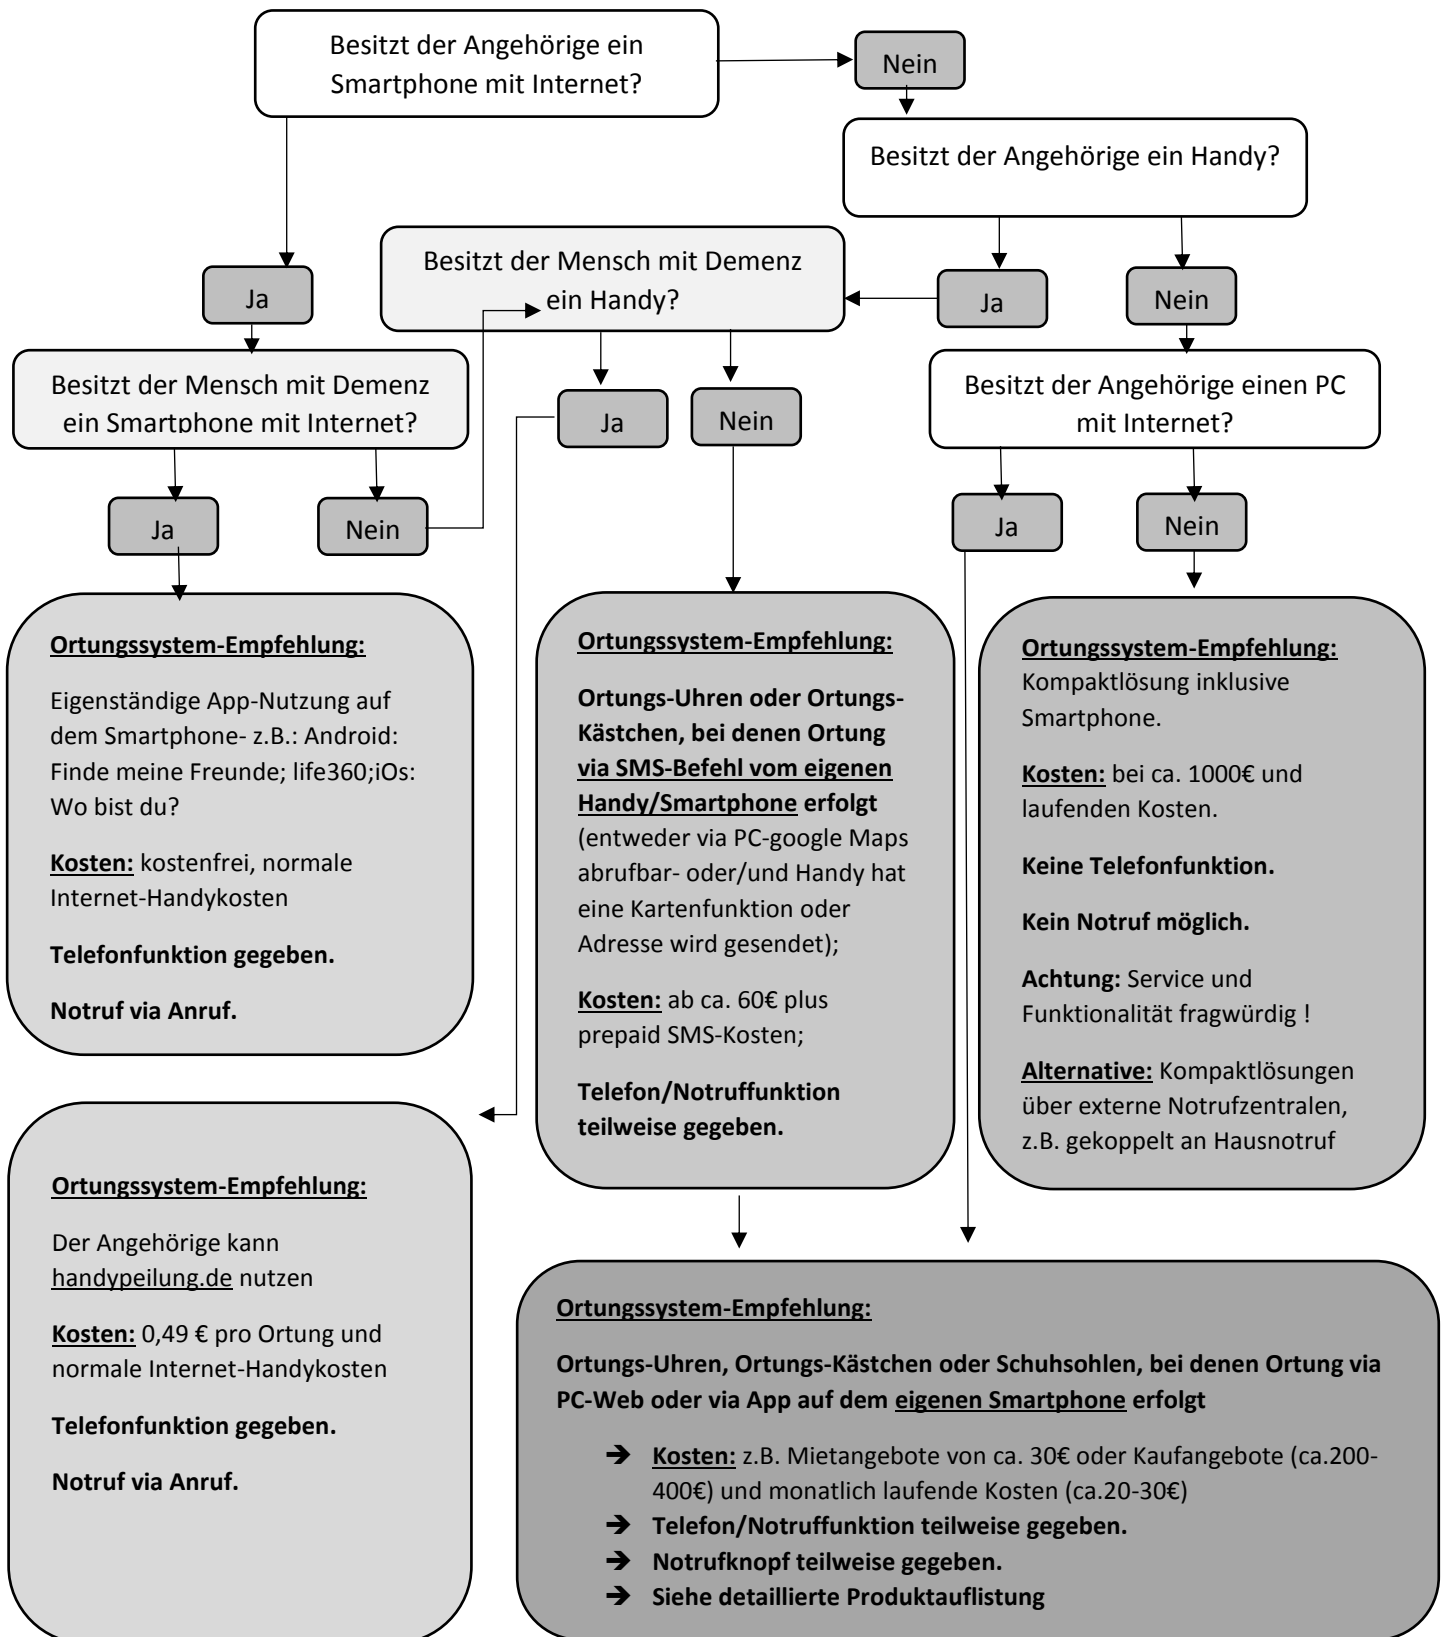 Besitzt der Angehörige ein
Smartphone mit Internet?
Nein
Besitzt der Angehörige ein Handy?
Besitzt der Mensch mit Demenz
ein Handy?
Ja
Ja
Nein
Besitzt der Mensch mit Demenz
ein Smartphone mit Internet?
Besitzt der Angehörige einen PC
mit Internet?
Ja
Nein
Ja
Nein
Ja
Nein
Ortungssystem-Empfehlung:
Eigenständige App-Nutzung auf
dem Smartphone- z.B.: Android:
Finde meine Freunde; life360;iOs:
Wo bist du?
Kosten: kostenfrei, normale
Internet-Handykosten
Telefonfunktion gegeben.
Notruf via Anruf.
Ortungssystem-Empfehlung:
Ortungs-Uhren oder Ortungs-
Kästchen, bei denen Ortung
via SMS-Befehl vom eigenen
Handy/Smartphone erfolgt
(entweder via PC-google Maps
abrufbar- oder/und Handy hat
eine Kartenfunktion oder
Adresse wird gesendet);
Kosten: ab ca. 60€ plus
prepaid SMS-Kosten;
Telefon/Notruffunktion
teilweise gegeben.
Ortungssystem-Empfehlung:
Kompaktlösung inklusive
Smartphone.
Kosten: bei ca. 1000€ und
laufenden Kosten.
Keine Telefonfunktion.
Kein Notruf möglich.
Achtung: Service und
Funktionalität fragwürdig !
Alternative: Kompaktlösungen
über externe Notrufzentralen,
z.B. gekoppelt an Hausnotruf
Ortungssystem-Empfehlung:
Der Angehörige kann
handypeilung.de nutzen
Kosten: 0,49 € pro Ortung und
normale Internet-Handykosten
Telefonfunktion gegeben.
Notruf via Anruf.
Ortungssystem-Empfehlung:
Ortungs-Uhren, Ortungs-Kästchen oder Schuhsohlen, bei denen Ortung via
PC-Web oder via App auf dem eigenen Smartphone erfolgt
➔ Kosten: z.B. Mietangebote von ca. 30€ oder Kaufangebote (ca.200-
400€) und monatlich laufende Kosten (ca.20-30€)
➔ Telefon/Notruffunktion teilweise gegeben.
➔ Notrufknopf teilweise gegeben.
➔ Siehe detaillierte Produktauflistung